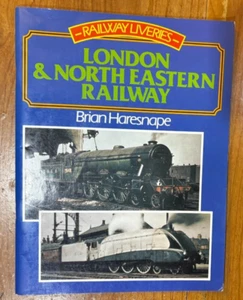 RAILWAY LIVERIES
LONDON
& NORTH EASTERN
RAILWAY
Brian Haresnape